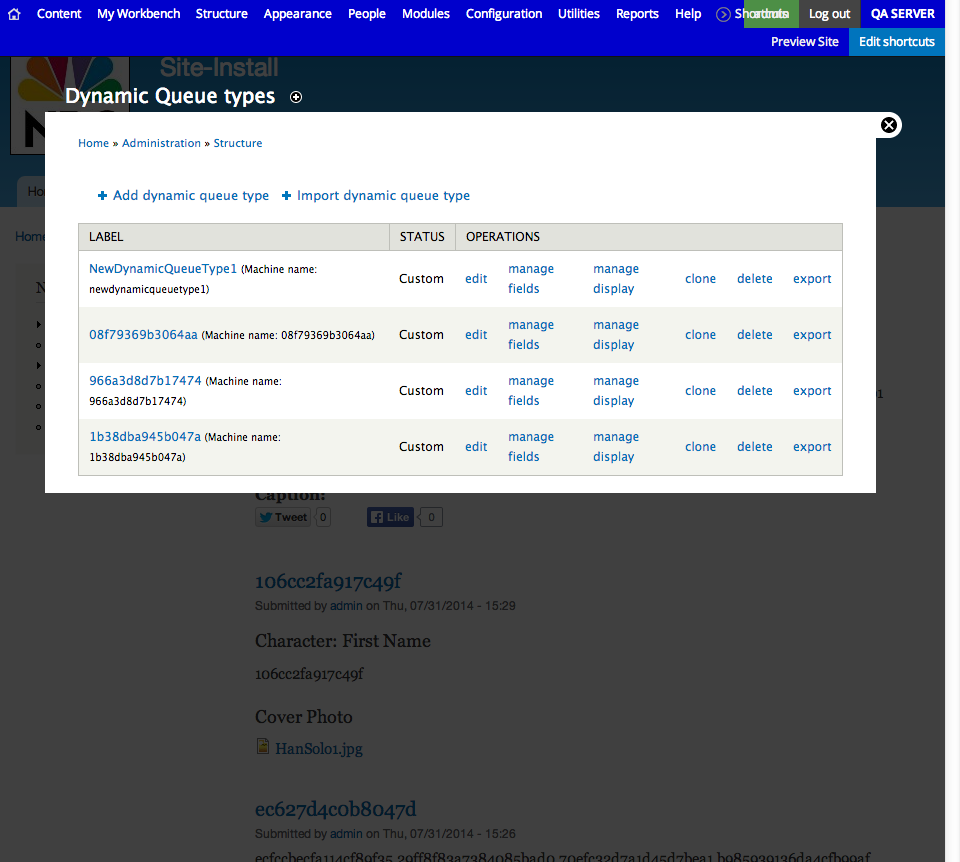 Content My Workbench Structure Appearance People Modules Configuration Utilities Reports Help Shortcuts Log out QA SERVER
Preview Site Edit shortcuts
Site-Install
Dynamic Queue types
Home » Administration » Structure
Add dynamic queue type Import dynamic queue type
LABEL STATUS OPERATIONS
NewDynamicQueueType1 (Machine name:
newdynamicqueuetype1)
Custom edit manage
fields
manage
display
clone delete export
08f79369b3064aa (Machine name: 08f79369b3064aa)
Custom edit manage
fields
manage
display
clone delete export
966a3d8d7b17474 (Machine name:
966a3d8d7b17474)
Custom edit manage
fields
manage
display
clone delete export
1b38dba945b047a (Machine name:
1b38dba945b047a)
Custom edit manage
fields
manage
display
clone delete export
Home
Caption:
Tweet 0 Like 0
106cc2fa917c49f
Submitted by admin on Thu, 07/31/2014 - 15:29
Character: First Name
106cc2fa917c49f
Cover Photo
HanSolo1.jpg
ec627d4c0b8047d
Submitted by admin on Thu, 07/31/2014 - 15:26